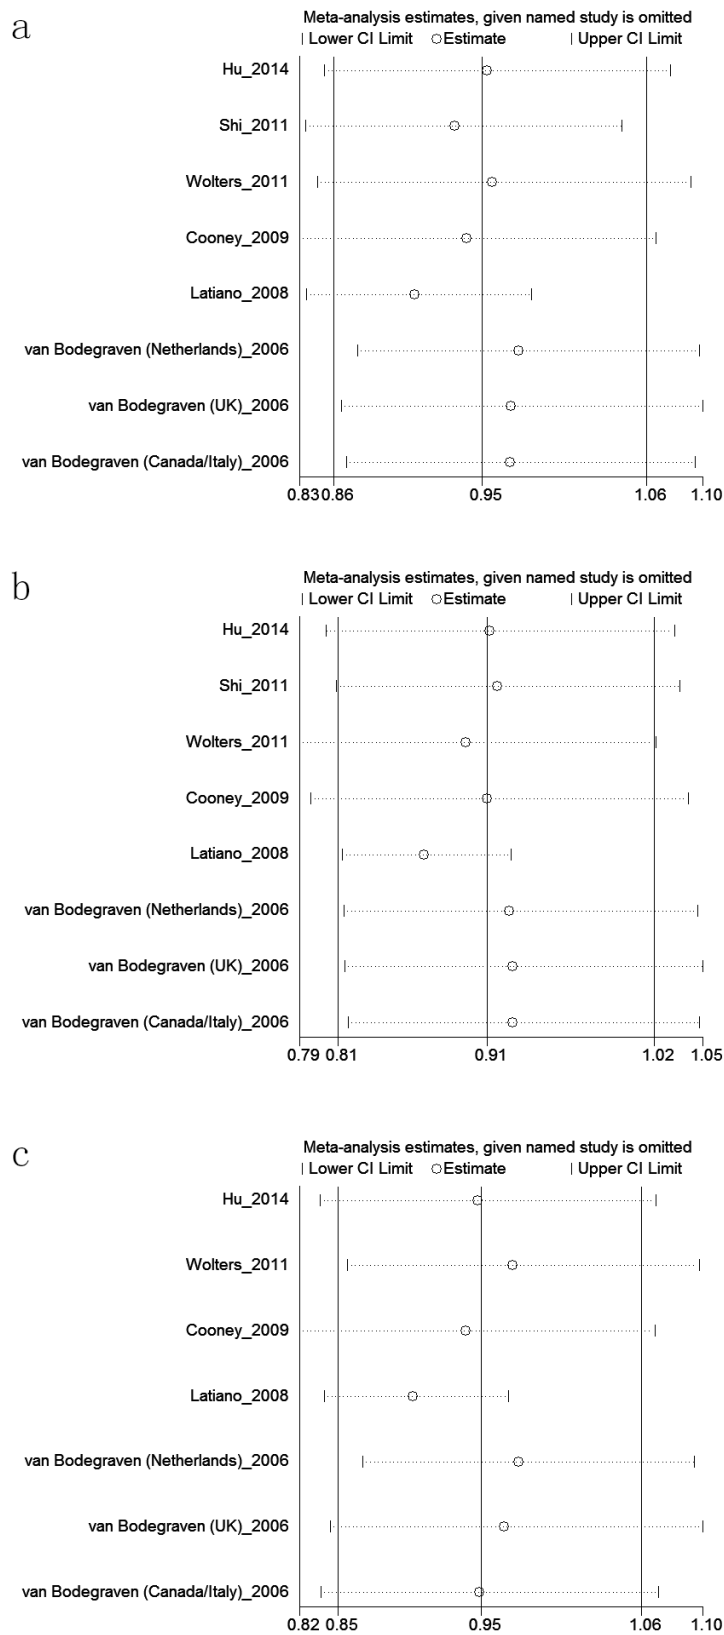 a
Meta-analysis estimates, given named study is omitted
| Lower CI Limit ○Estimate | Upper CI Limit
Hu_2014
Shi_2011
Wolters_2011
Cooney_2009
Latiano_2008
van Bodegraven (Netherlands)_2006
van Bodegraven (UK)_2006
van Bodegraven (Canada/Italy)_2006
0.83 0.86 0.95 1.06 1.10
b
Meta-analysis estimates, given named study is omitted
| Lower CI Limit ○Estimate | Upper CI Limit
Hu_2014
Shi_2011
Wolters_2011
Cooney_2009
Latiano_2008
van Bodegraven (Netherlands)_2006
van Bodegraven (UK)_2006
van Bodegraven (Canada/Italy)_2006
0.79 0.81 0.91 1.02 1.05
c
Meta-analysis estimates, given named study is omitted
| Lower CI Limit ○Estimate | Upper CI Limit
Hu_2014
Wolters_2011
Cooney_2009
Latiano_2008
van Bodegraven (Netherlands)_2006
van Bodegraven (UK)_2006
van Bodegraven (Canada/Italy)_2006
0.82 0.85 0.95 1.06 1.10